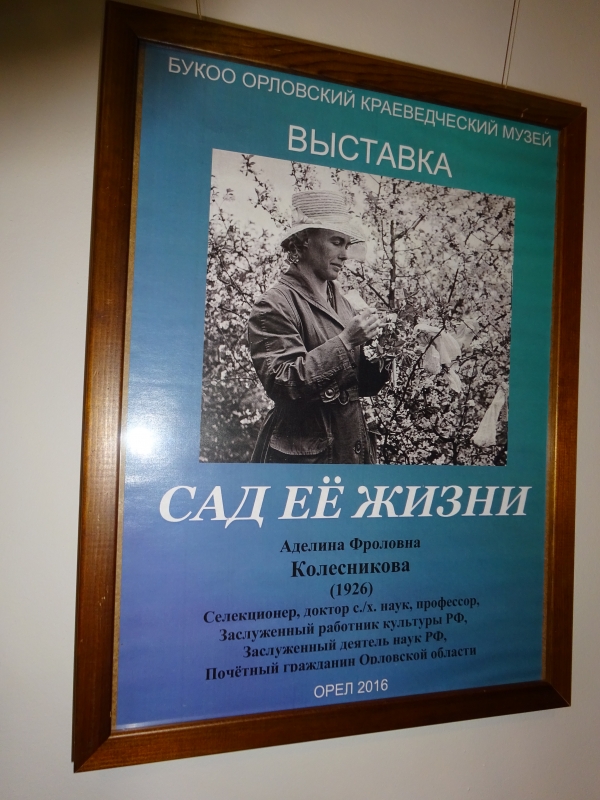 БУКОО ОРЛОВСКИЙ КРАЕВЕДЧЕСКИЙ МУЗЕЙ
ВЫСТАВКА
САД ЕЁ ЖИЗНИ
Аделина Фроловна
Колесникова
(1926)
Селекционер, доктор с./х. наук, профессор,
Заслуженный работник культуры РФ,
Заслуженный деятель наук РФ,
Почётный гражданин Орловской области
ОРЕЛ 2016